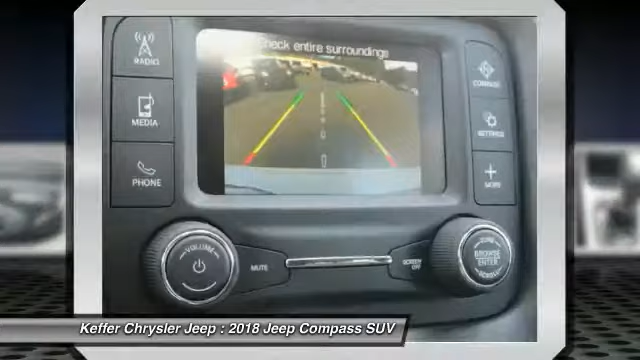 Check entire surroundings
RADIO
MEDIA
PHONE
COMPASS
SETTINGS
MORE
VOLUME
MUTE
SCREEN
OFF
BROWSE
ENTER
SCROLL
Keffer Chrysler Jeep : 2018 Jeep Compass SUV